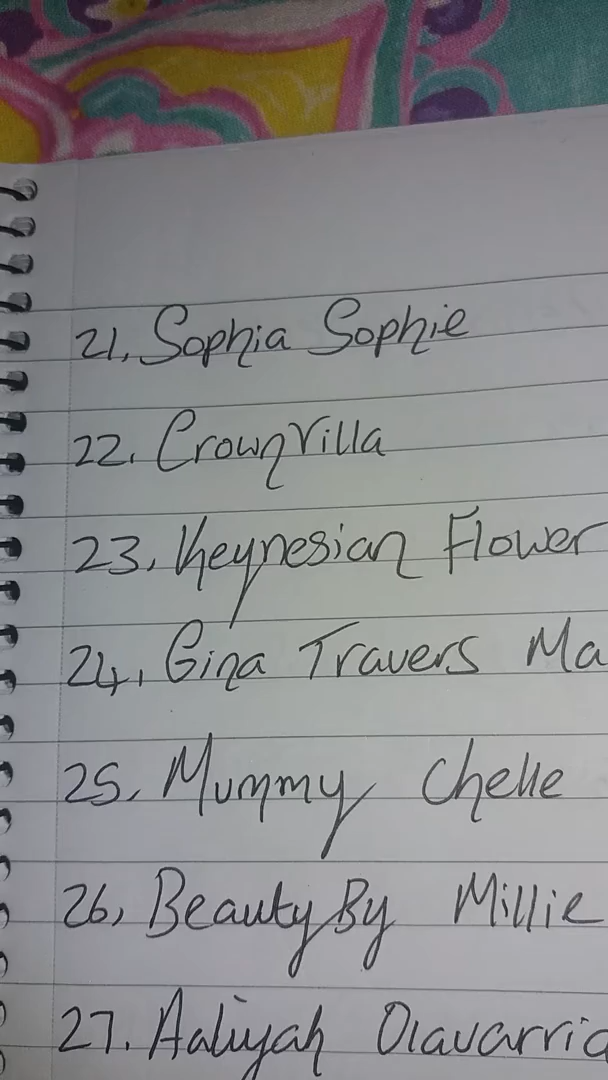 21, Sophia Sophie
22. CrownVilla
23, Keynesian Flower
24, Gina Travers Ma
25, Mummy Chelle
26, Beauty By Millie
27. Aaliyah Olavarria